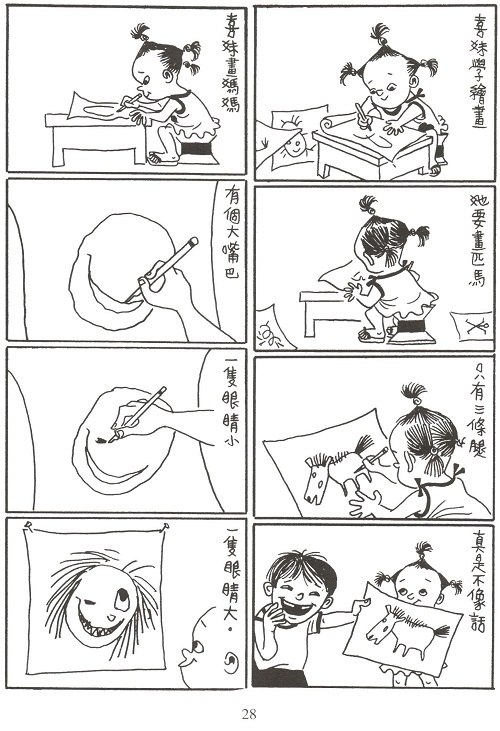 喜妹學繪畫
她要畫匹馬
只有三條腿
真是不像話
喜妹畫媽媽
有個大嘴巴
一隻眼睛小
一隻眼睛大。
28